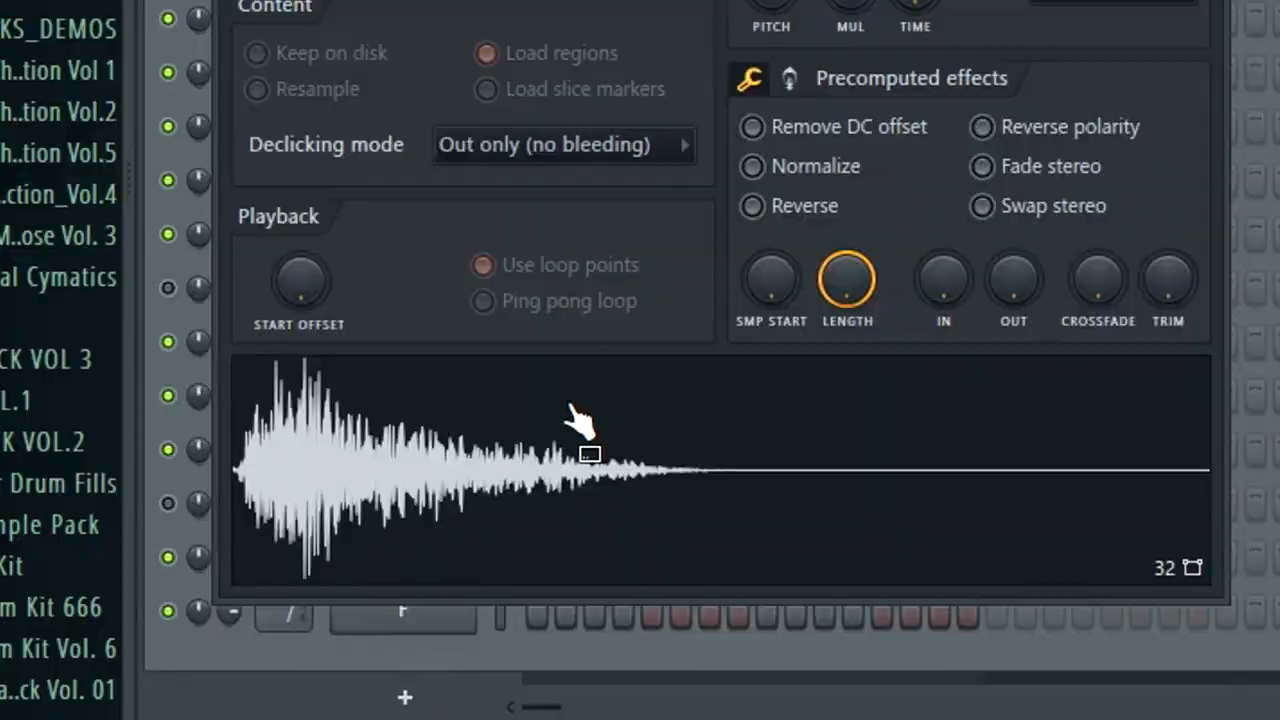 Content
KS_DEMOS
h..tion Vol 1
h..tion Vol.2
h..tion Vol.5
..ction_Vol.4
M..ose Vol. 3
al Cymatics
CK VOL 3
L.1
K VOL.2
r Drum Fills
mple Pack
Kit
m Kit 666
m Kit Vol. 6
a..ck Vol. 01
Keep on disk
Load regions
Resample
Load slice markers
Declicking mode
Out only (no bleeding)
Playback
Use loop points
Ping pong loop
START OFFSET
PITCH
MUL
TIME
Precomputed effects
Remove DC offset
Reverse polarity
Normalize
Fade stereo
Reverse
Swap stereo
SMP START
LENGTH
IN
OUT
CROSSFADE
TRIM
32